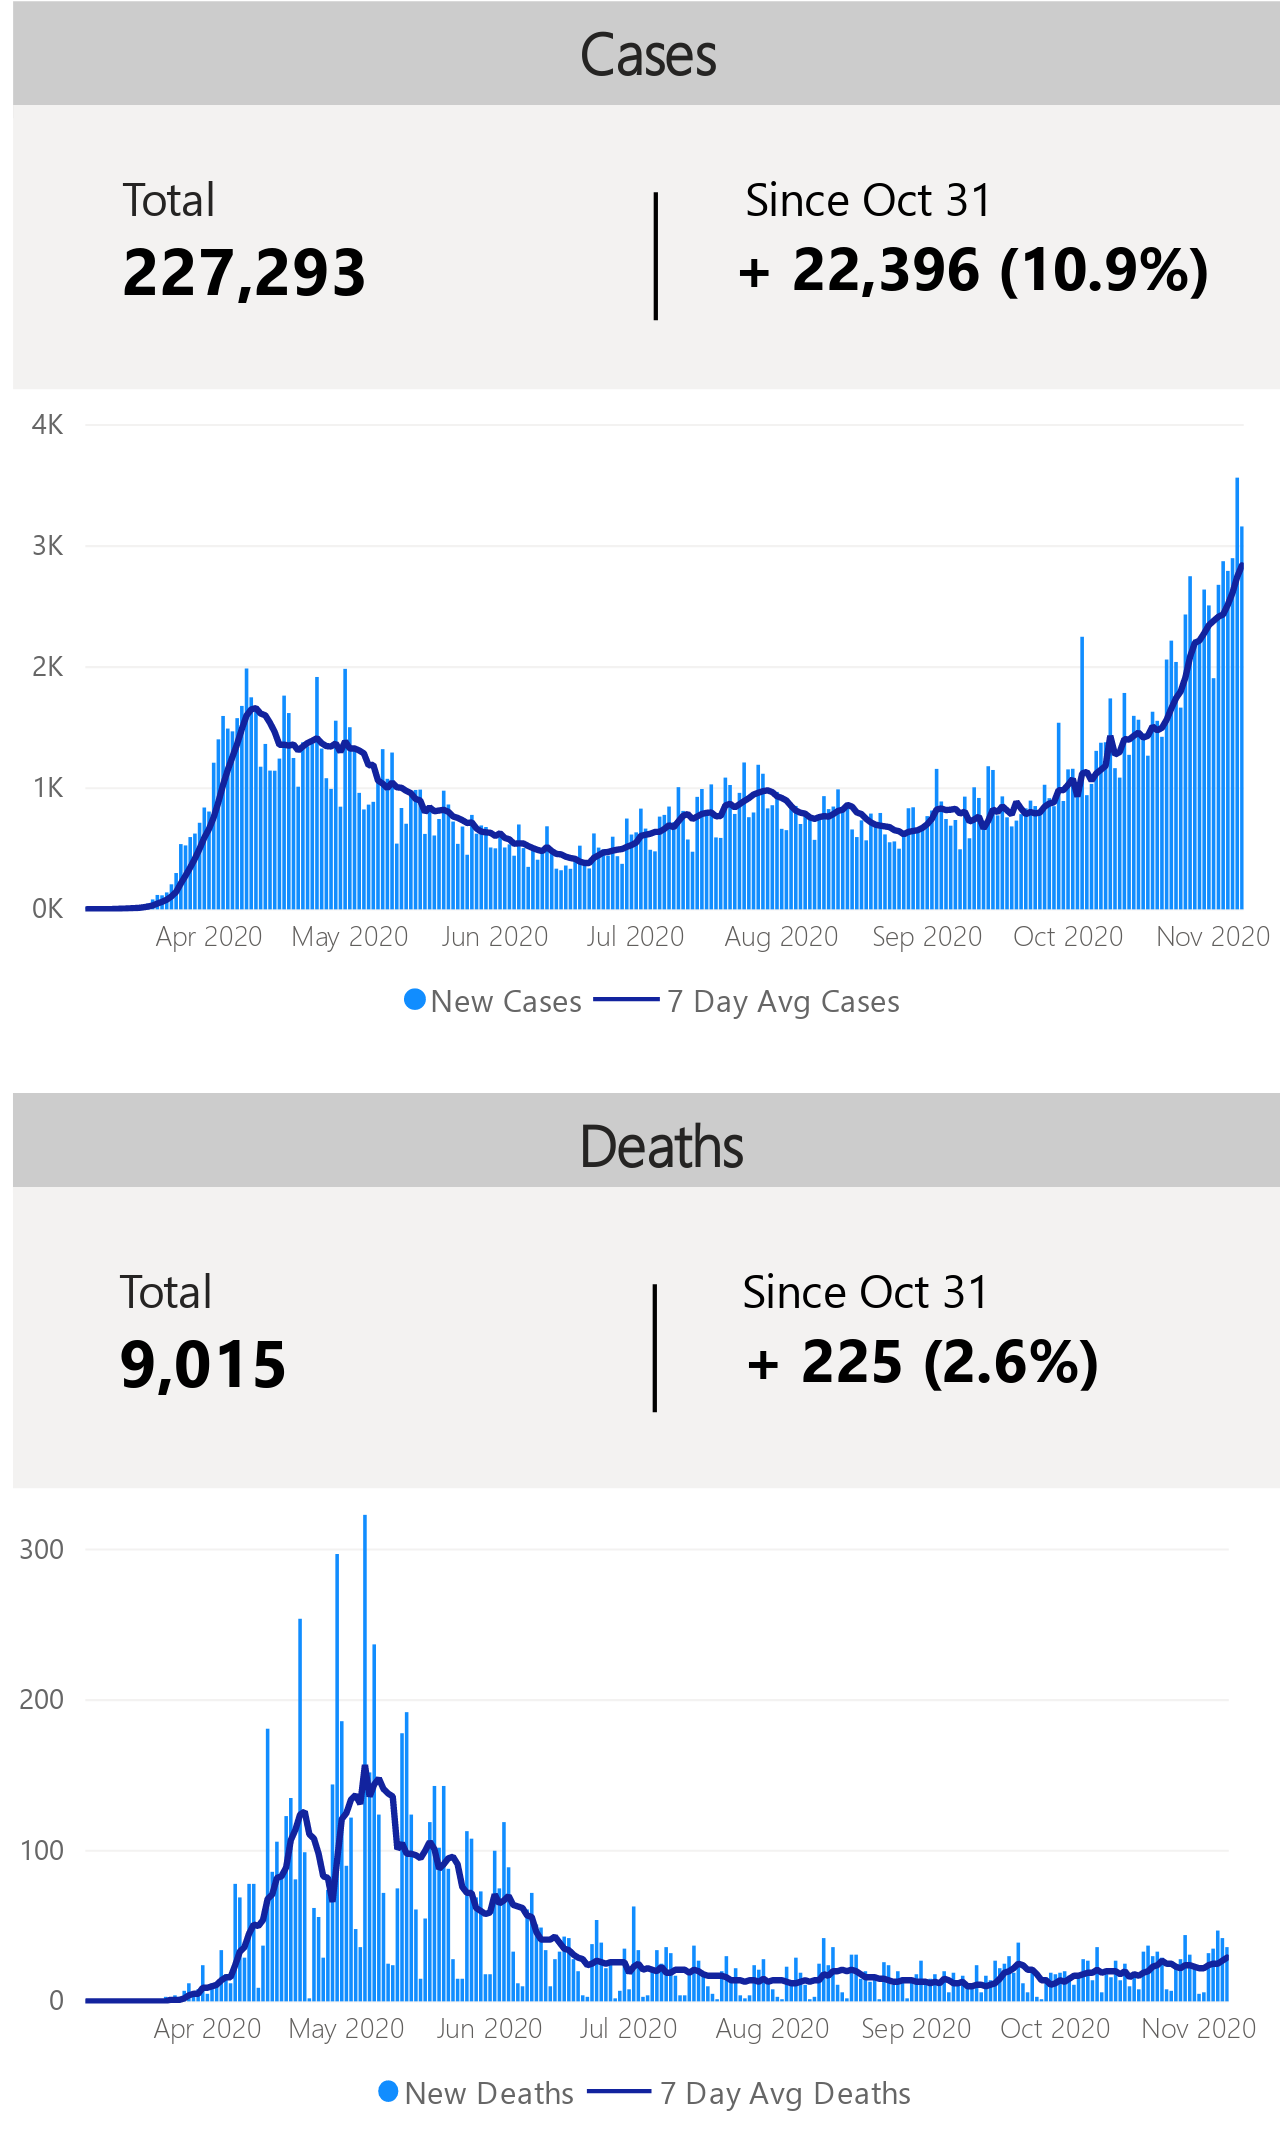 Cases
Total
227,293
Since Oct 31
+ 22,396 (10.9%)
4K
3K
2K
1K
0K
Apr 2020 May 2020 Jun 2020 Jul 2020 Aug 2020 Sep 2020 Oct 2020 Nov 2020
New Cases 7 Day Avg Cases
Deaths
Total
9,015
Since Oct 31
+ 225 (2.6%)
300
200
100
0
Apr 2020 May 2020 Jun 2020 Jul 2020 Aug 2020 Sep 2020 Oct 2020 Nov 2020
New Deaths 7 Day Avg Deaths